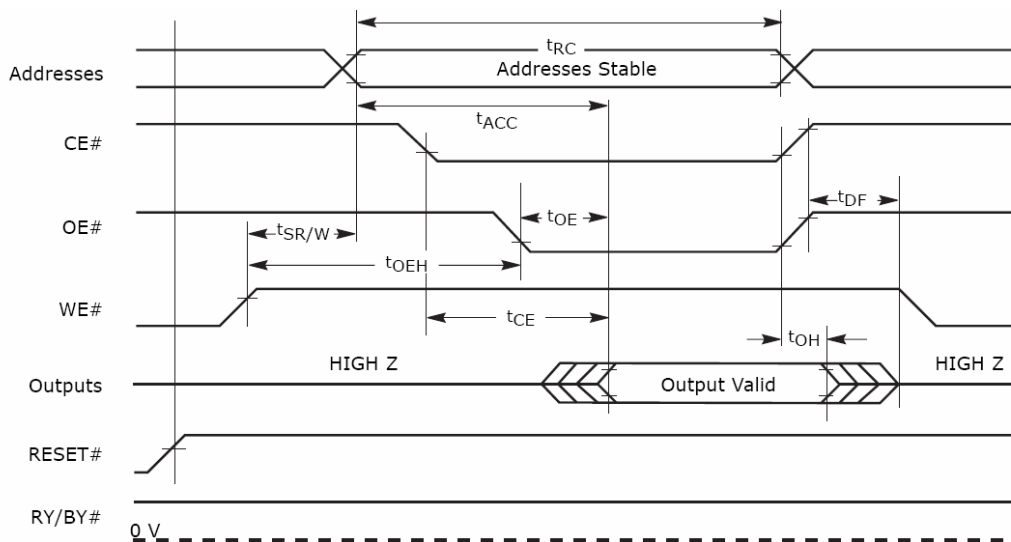 tRC
Addresses
Addresses Stable
tACC
CE#
tDF
tOE
OE#
tSR/W
tOEH
WE#
tCE
tOH
HIGH Z
HIGH Z
Outputs
Output Valid
RESET#
RY/BY#
0 V